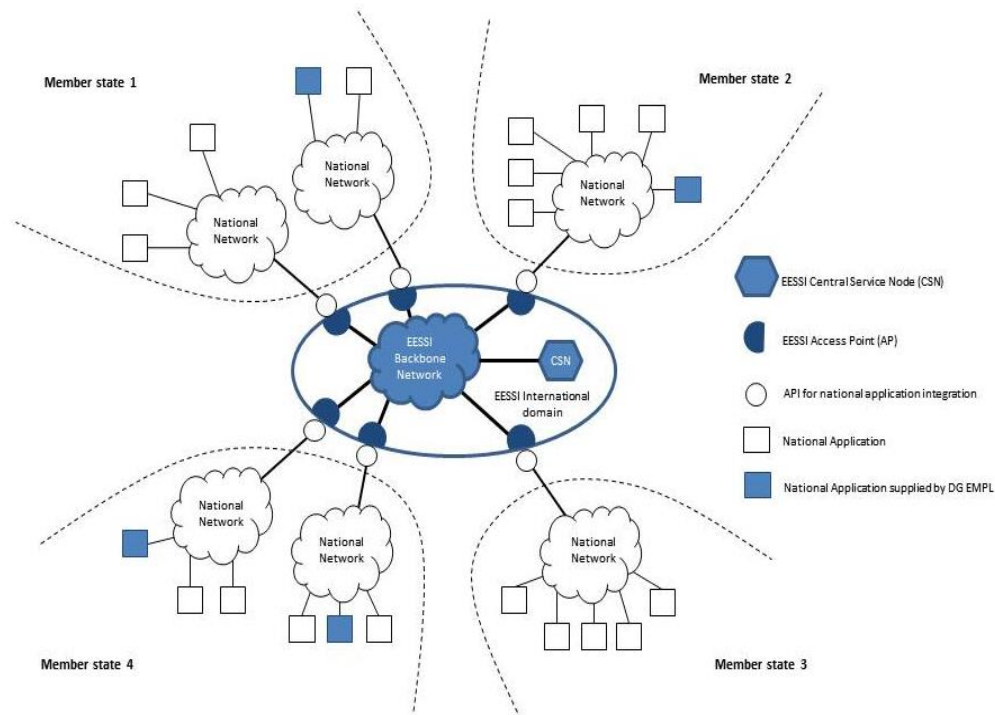 Member state 1
Member state 2
National
Network
National
Network
National
Network
EESSI Central Service Node (CSN)
EESSI Access Point (AP)
API for national application integration
National Application
National Application supplied by DG EMPL
EESSI
Backbone
Network
CSN
EESSI International
domain
National
Network
National
Network
National
Network
Member state 4
Member state 3